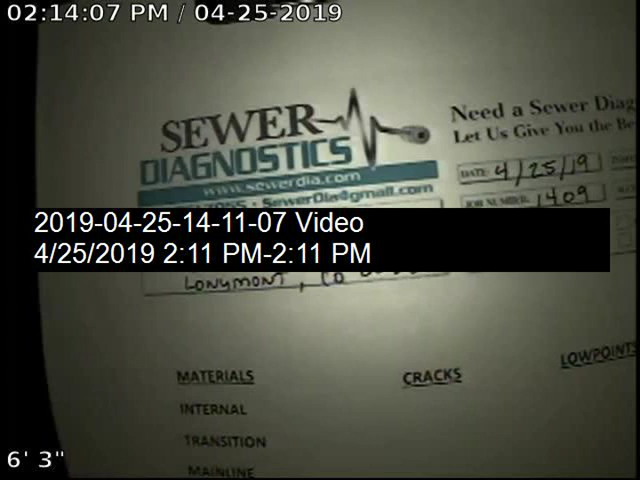 02:14:07 PM / 04-25-2019
SEWER
DIAGNOSTICS
www.sewerdia.com
SewerDia@gmail.com
Need a Sewer Diag
Let Us Give You the Be
DATE: 4/25/19
JOB NUMBER: 1409
2019-04-25-14-11-07 Video
4/25/2019 2:11 PM-2:11 PM
LONGMONT, CO
MATERIALS
CRACKS
LOWPOINTS
INTERNAL
TRANSITION
MAINLINE
6' 3"